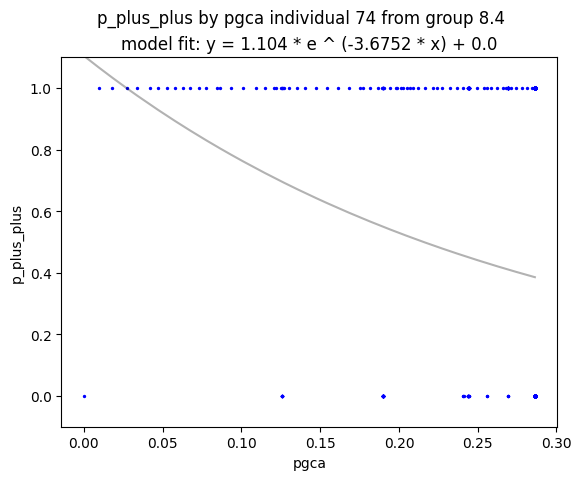 p_plus_plus by pgca individual 74 from group 8.4
model fit: y = 1.104 * e ^ (-3.6752 * x) + 0.0
1.0
0.8
0.6
0.4
0.2
0.0
p_plus_plus
0.00 0.05 0.10 0.15 0.20 0.25 0.30
pgca